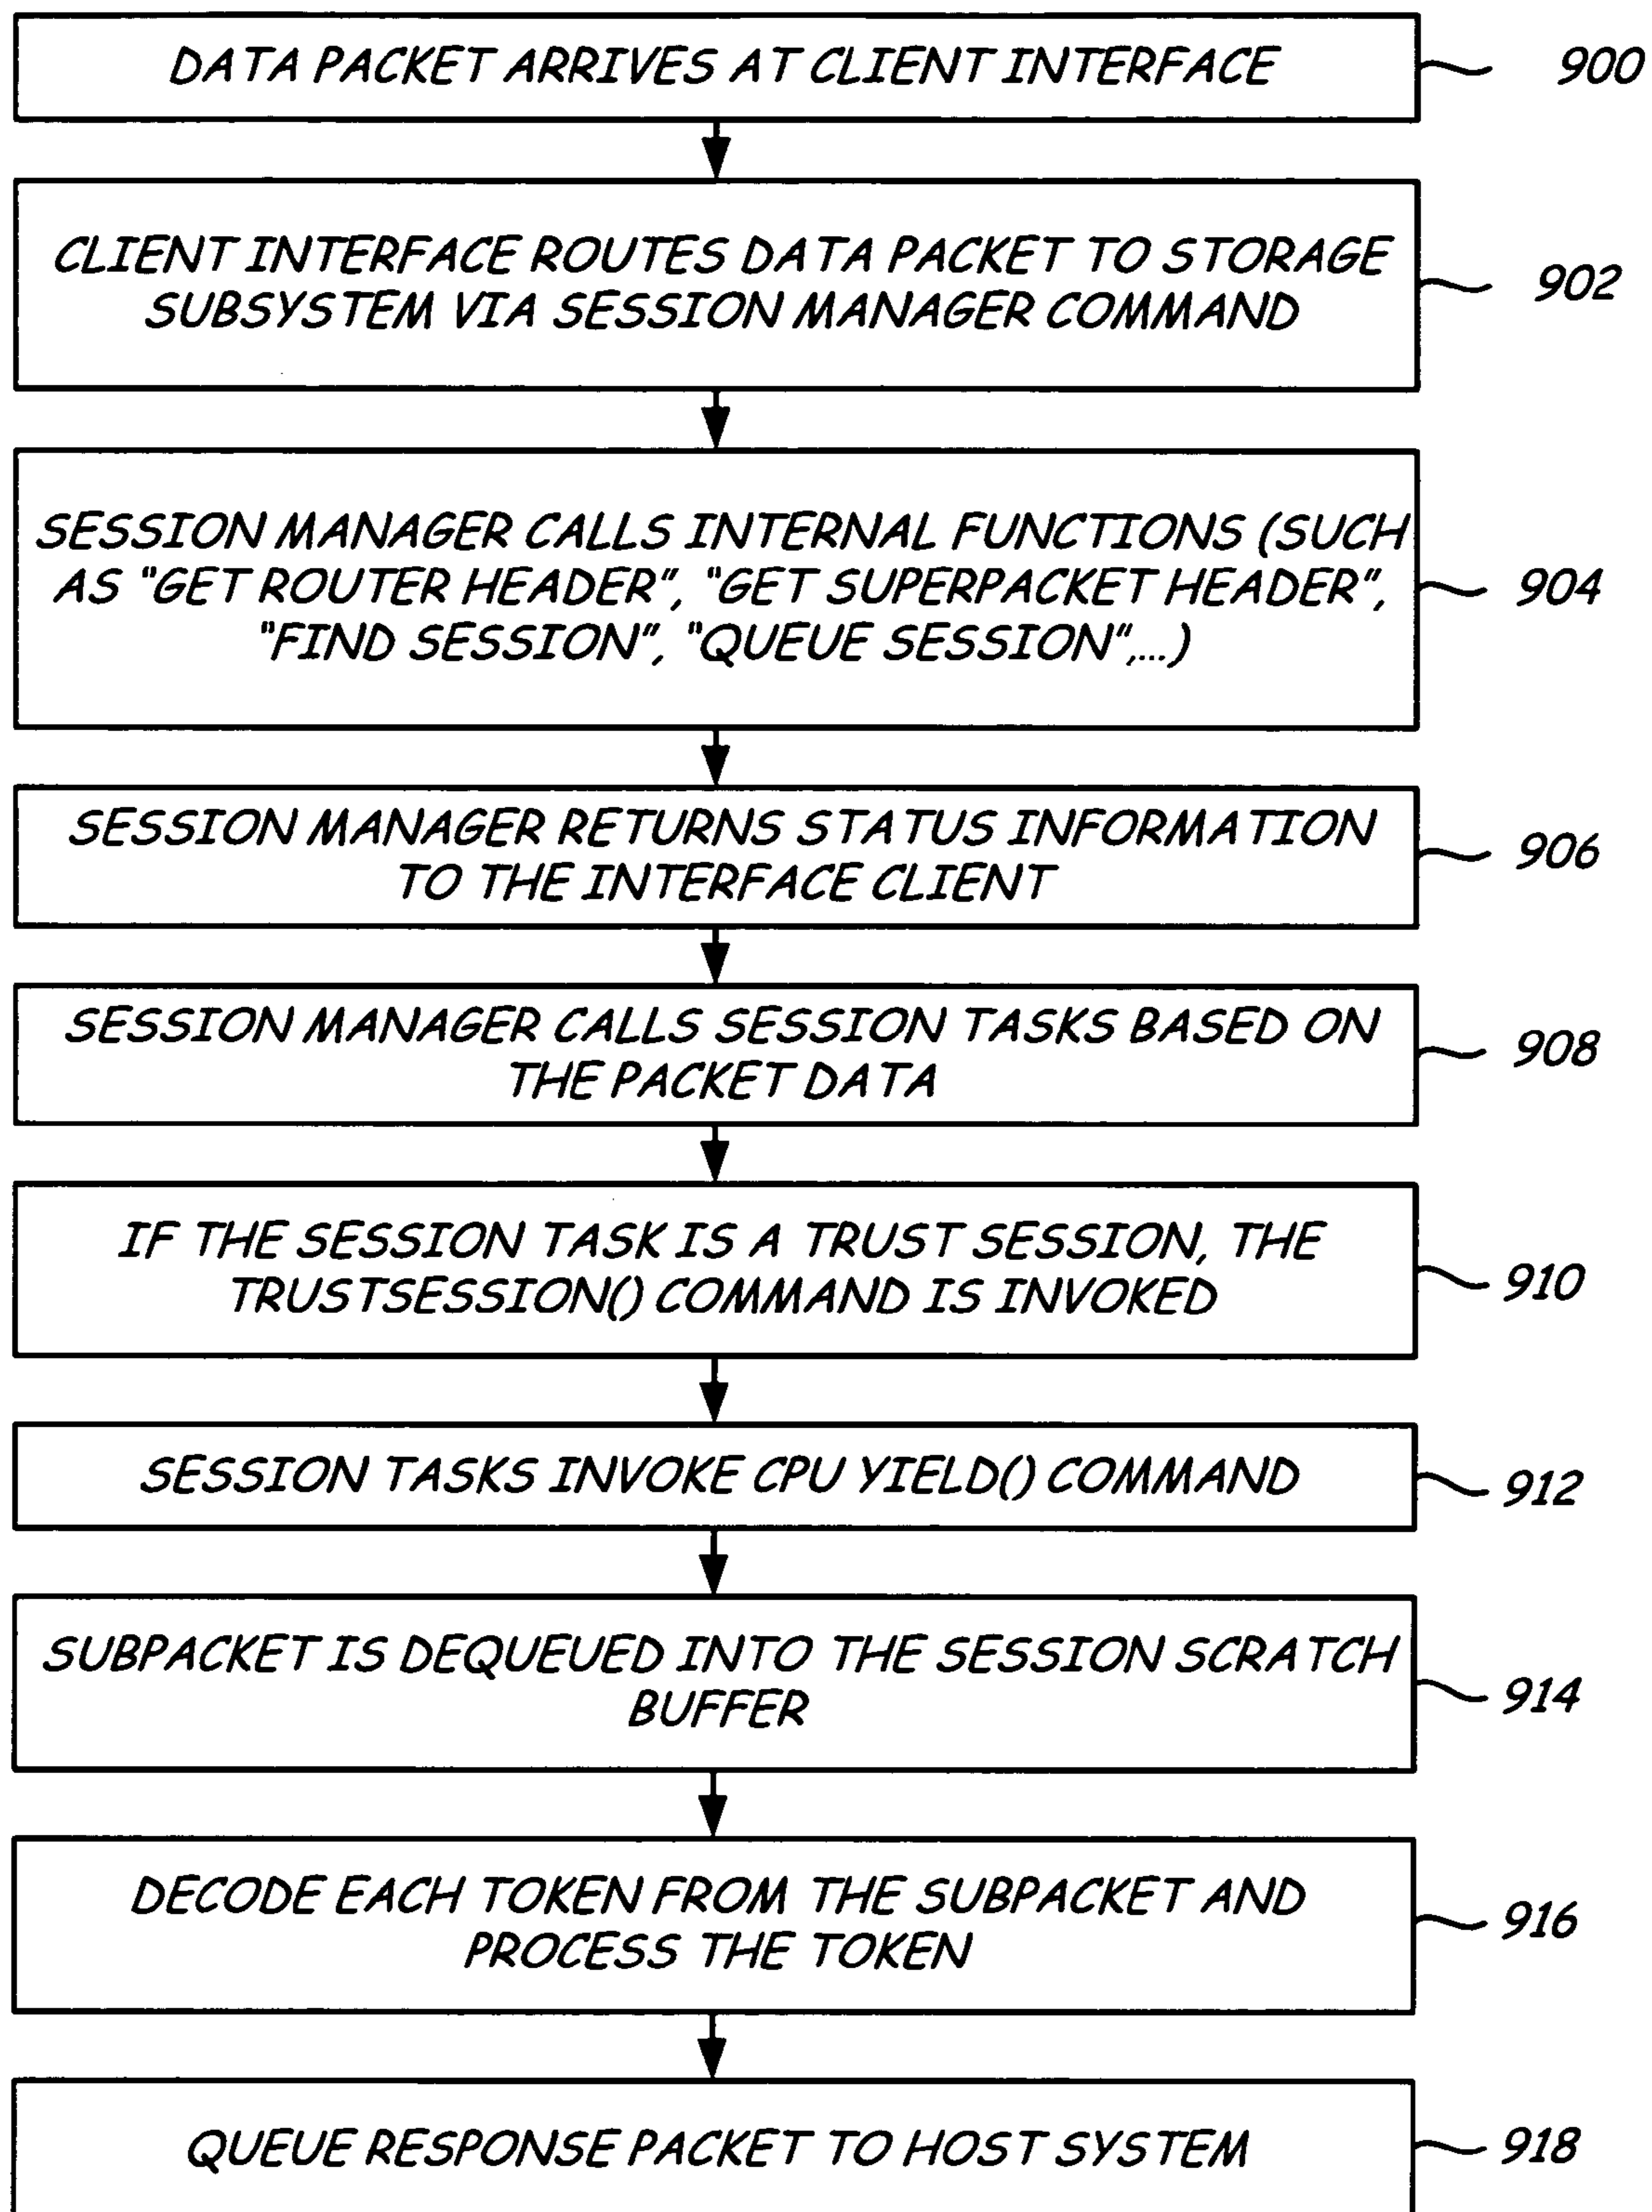 DATA PACKET ARRIVES AT CLIENT INTERFACE
900
CLIENT INTERFACE ROUTES DATA PACKET TO STORAGE
SUBSYSTEM VIA SESSION MANAGER COMMAND
902
SESSION MANAGER CALLS INTERNAL FUNCTIONS (SUCH
AS "GET ROUTER HEADER", "GET SUPERPACKET HEADER",
"FIND SESSION", "QUEUE SESSION",...)
904
SESSION MANAGER RETURNS STATUS INFORMATION
TO THE INTERFACE CLIENT
906
SESSION MANAGER CALLS SESSION TASKS BASED ON
THE PACKET DATA
908
IF THE SESSION TASK IS A TRUST SESSION, THE
TRUSTSESSION() COMMAND IS INVOKED
910
SESSION TASKS INVOKE CPU YIELD() COMMAND
912
SUBPACKET IS DEQUEUED INTO THE SESSION SCRATCH
BUFFER
914
DECODE EACH TOKEN FROM THE SUBPACKET AND
PROCESS THE TOKEN
916
QUEUE RESPONSE PACKET TO HOST SYSTEM
918